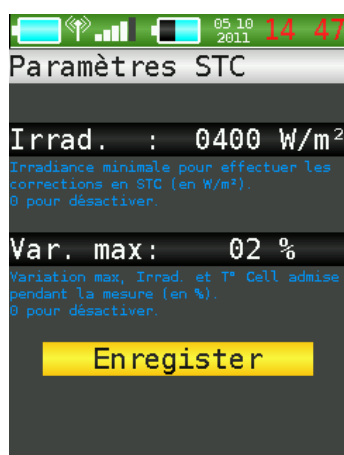 05 10
2011
14 47
Paramètres STC
Irrad. : 0400 W/m²
Irradiance minimale pour effectuer les
corrections en STC (en W/m²).
0 pour désactiver.
Var. max: 02 %
Variation max, Irrad. et T° Cell admise
pendant la mesure (en %).
0 pour désactiver.
Enregister